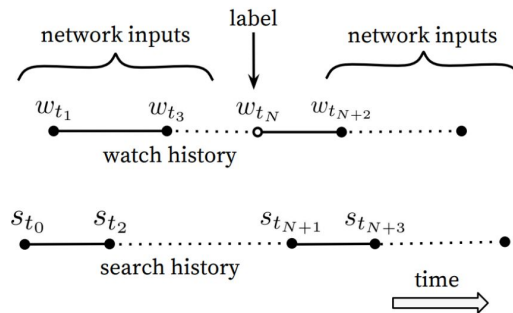 label
network inputs network inputs
w_{t_1} w_{t_3} w_{t_N} w_{t_{N+2}}
watch history
s_{t_0} s_{t_2} s_{t_{N+1}} s_{t_{N+3}}
search history
time